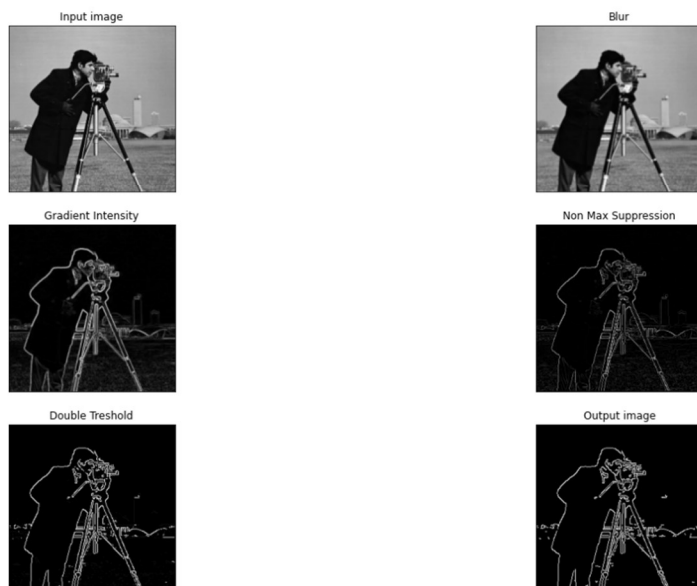 Input image
Blur
Gradient Intensity
Non Max Suppression
Double Treshold
Output image